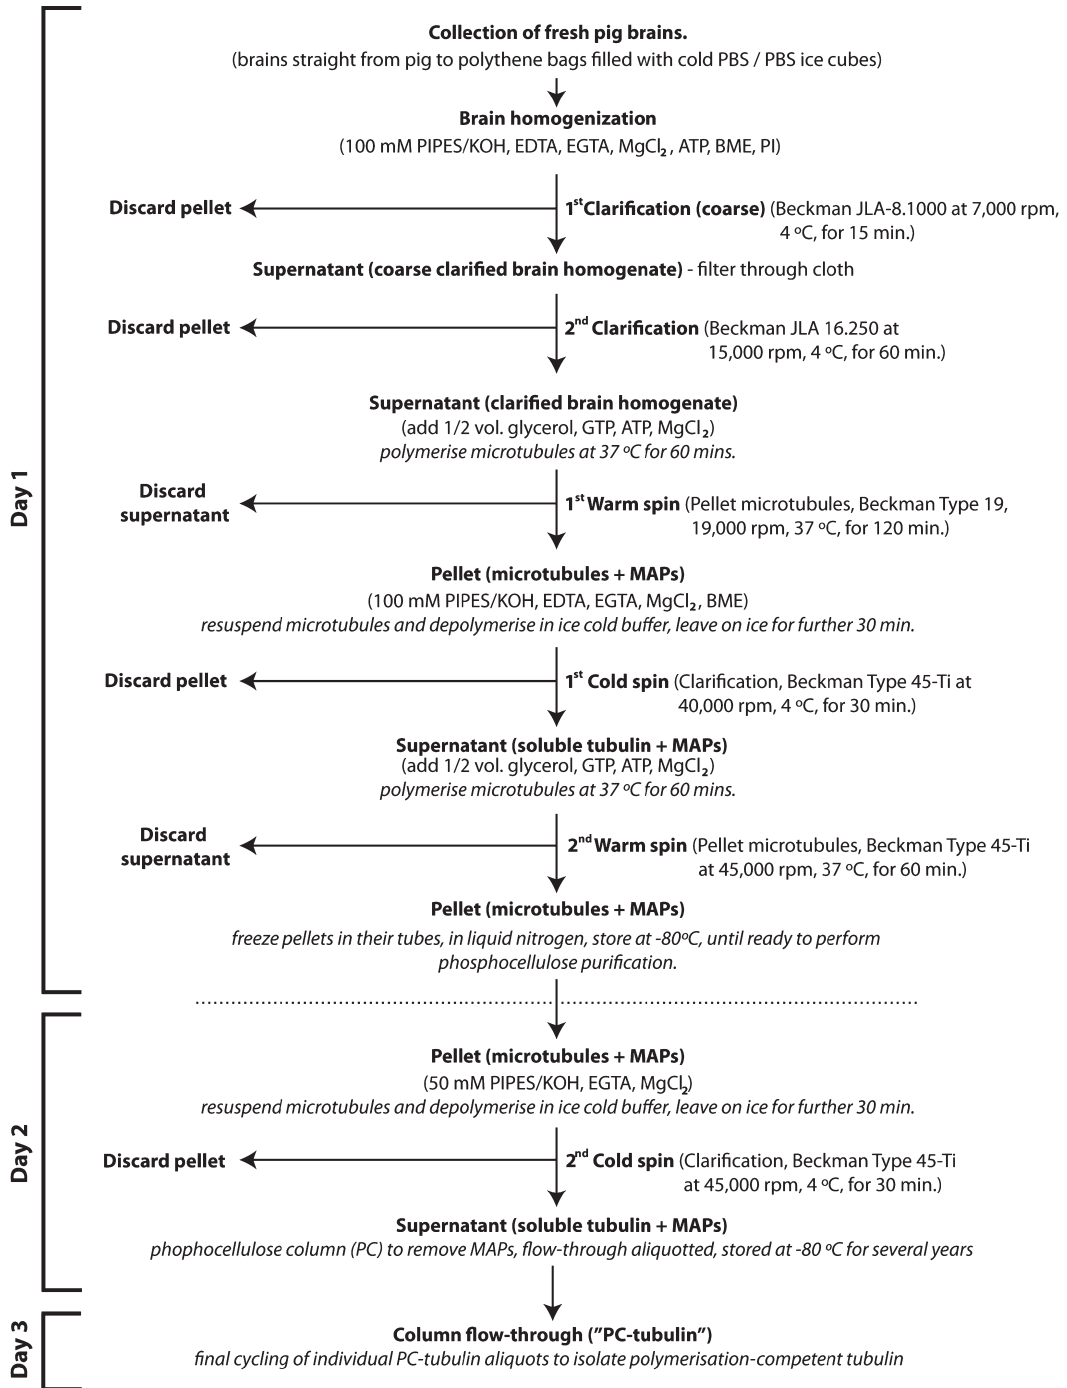 Collection of fresh pig brains.
(brains straight from pig to polythene bags filled with cold PBS / PBS ice cubes)
Brain homogenization
(100 mM PIPES/KOH, EDTA, EGTA, MgCl₂ , ATP, BME, PI)
Discard pellet
1st Clarification (coarse) (Beckman JLA-8.1000 at 7,000 rpm,
4 ºC, for 15 min.)
Supernatant (coarse clarified brain homogenate) - filter through cloth
Discard pellet
2nd Clarification (Beckman JLA 16.250 at
15,000 rpm, 4 ºC, for 60 min.)
Supernatant (clarified brain homogenate)
(add 1/2 vol. glycerol, GTP, ATP, MgCl₂)
polymerise microtubules at 37 ºC for 60 mins.
Discard
supernatant
1st Warm spin (Pellet microtubules, Beckman Type 19,
19,000 rpm, 37 ºC, for 120 min.)
Pellet (microtubules + MAPs)
(100 mM PIPES/KOH, EDTA, EGTA, MgCl₂, BME)
resuspend microtubules and depolymerise in ice cold buffer, leave on ice for further 30 min.
Discard pellet
1st Cold spin (Clarification, Beckman Type 45-Ti at
40,000 rpm, 4 ºC, for 30 min.)
Supernatant (soluble tubulin + MAPs)
(add 1/2 vol. glycerol, GTP, ATP, MgCl₂)
polymerise microtubules at 37 ºC for 60 mins.
Discard
supernatant
2nd Warm spin (Pellet microtubules, Beckman Type 45-Ti
at 45,000 rpm, 37 ºC, for 60 min.)
Pellet (microtubules + MAPs)
freeze pellets in their tubes, in liquid nitrogen, store at -80ºC, until ready to perform
phosphocellulose purification.
Day 1
Pellet (microtubules + MAPs)
(50 mM PIPES/KOH, EGTA, MgCl₂)
resuspend microtubules and depolymerise in ice cold buffer, leave on ice for further 30 min.
Discard pellet
2nd Cold spin (Clarification, Beckman Type 45-Ti
at 45,000 rpm, 4 ºC, for 30 min.)
Supernatant (soluble tubulin + MAPs)
phophocellulose column (PC) to remove MAPs, flow-through aliquotted, stored at -80 ºC for several years
Day 2
Column flow-through (”PC-tubulin”)
final cycling of individual PC-tubulin aliquots to isolate polymerisation-competent tubulin
Day 3